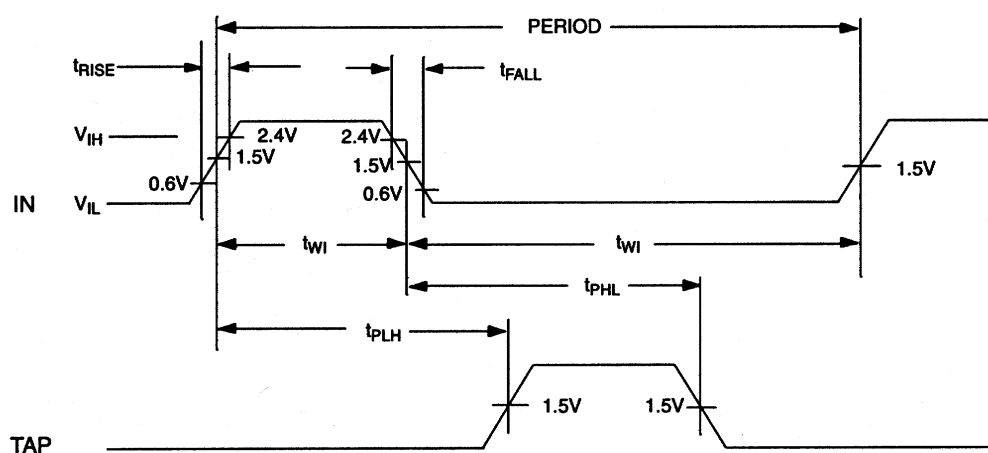 PERIOD
tRISE
tFALL
VIH
2.4V
2.4V
1.5V
1.5V
1.5V
0.6V
0.6V
IN
VIL
tWI
tWI
tPHL
tPLH
1.5V
1.5V
TAP